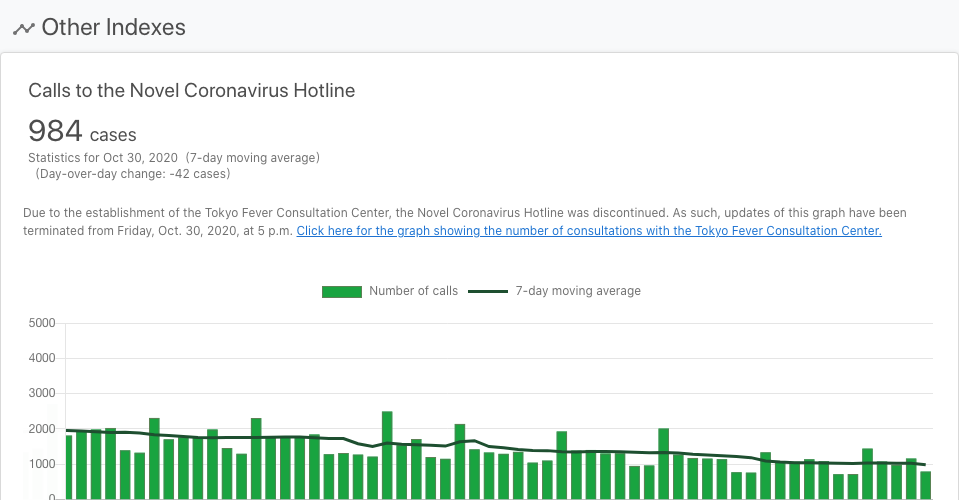 Other Indexes
Calls to the Novel Coronavirus Hotline
984 cases
Statistics for Oct 30, 2020 (7-day moving average)
(Day-over-day change: -42 cases)
Due to the establishment of the Tokyo Fever Consultation Center, the Novel Coronavirus Hotline was discontinued. As such, updates of this graph have been
terminated from Friday, Oct. 30, 2020, at 5 p.m. Click here for the graph showing the number of consultations with the Tokyo Fever Consultation Center.
Number of calls 7-day moving average
5000
4000
3000
2000
1000
0